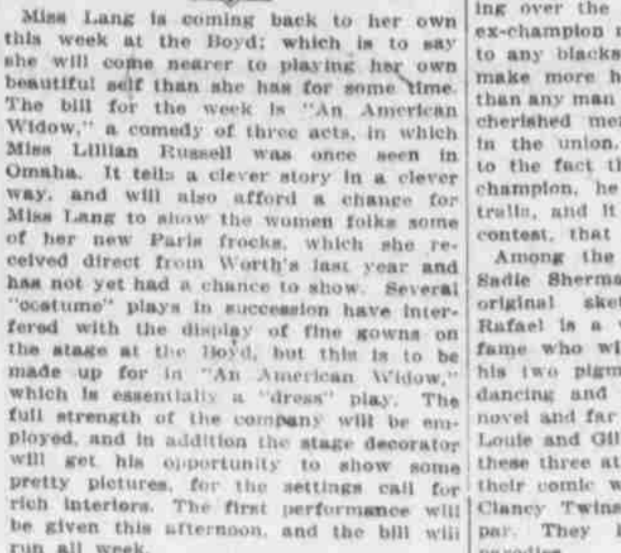 Miss Lang is coming back to her own
this week at the Boyd; which is to say
she will come nearer to playing her own
beautiful self than she has for some time.
The bill for the week is "An American
Widow," a comedy of three acts, in which
Miss Lillian Russell was once seen in
Omaha. It tells a clever story in a clever
way, and will also afford a change for
Miss Lang to show the women folks some
of her new Paris frocks, which she re-
ceived direct from Worth's last year and
has not yet had a chance to show. Several
"ocatume" plays in succession have inter-
fered with the display of fine gowns on
the stage at the Boyd, but this is to be
made up for in "An American Widow,"
which is essentially a "dress" play. The
full strength of the company will be em-
ployed, and in addition the stage decorator
will get his opportunity to show some
pretty pictures, for the settings call for
rich interiors. The first performance will
be given this afternoon, and the bill will
run all week.
ing over the
ex-champion
to any blacks
make more h
than any man
cherished me
in the union.
to the fact th
champion, he
tralia, and it
contest, that
Among the
Sadie Sherma
original sket
Rafael is a
fame who wi
his two pigm
dancing and
novel and far
Louie and Gil
these three at
their comic w
Clancy Twins
par. They